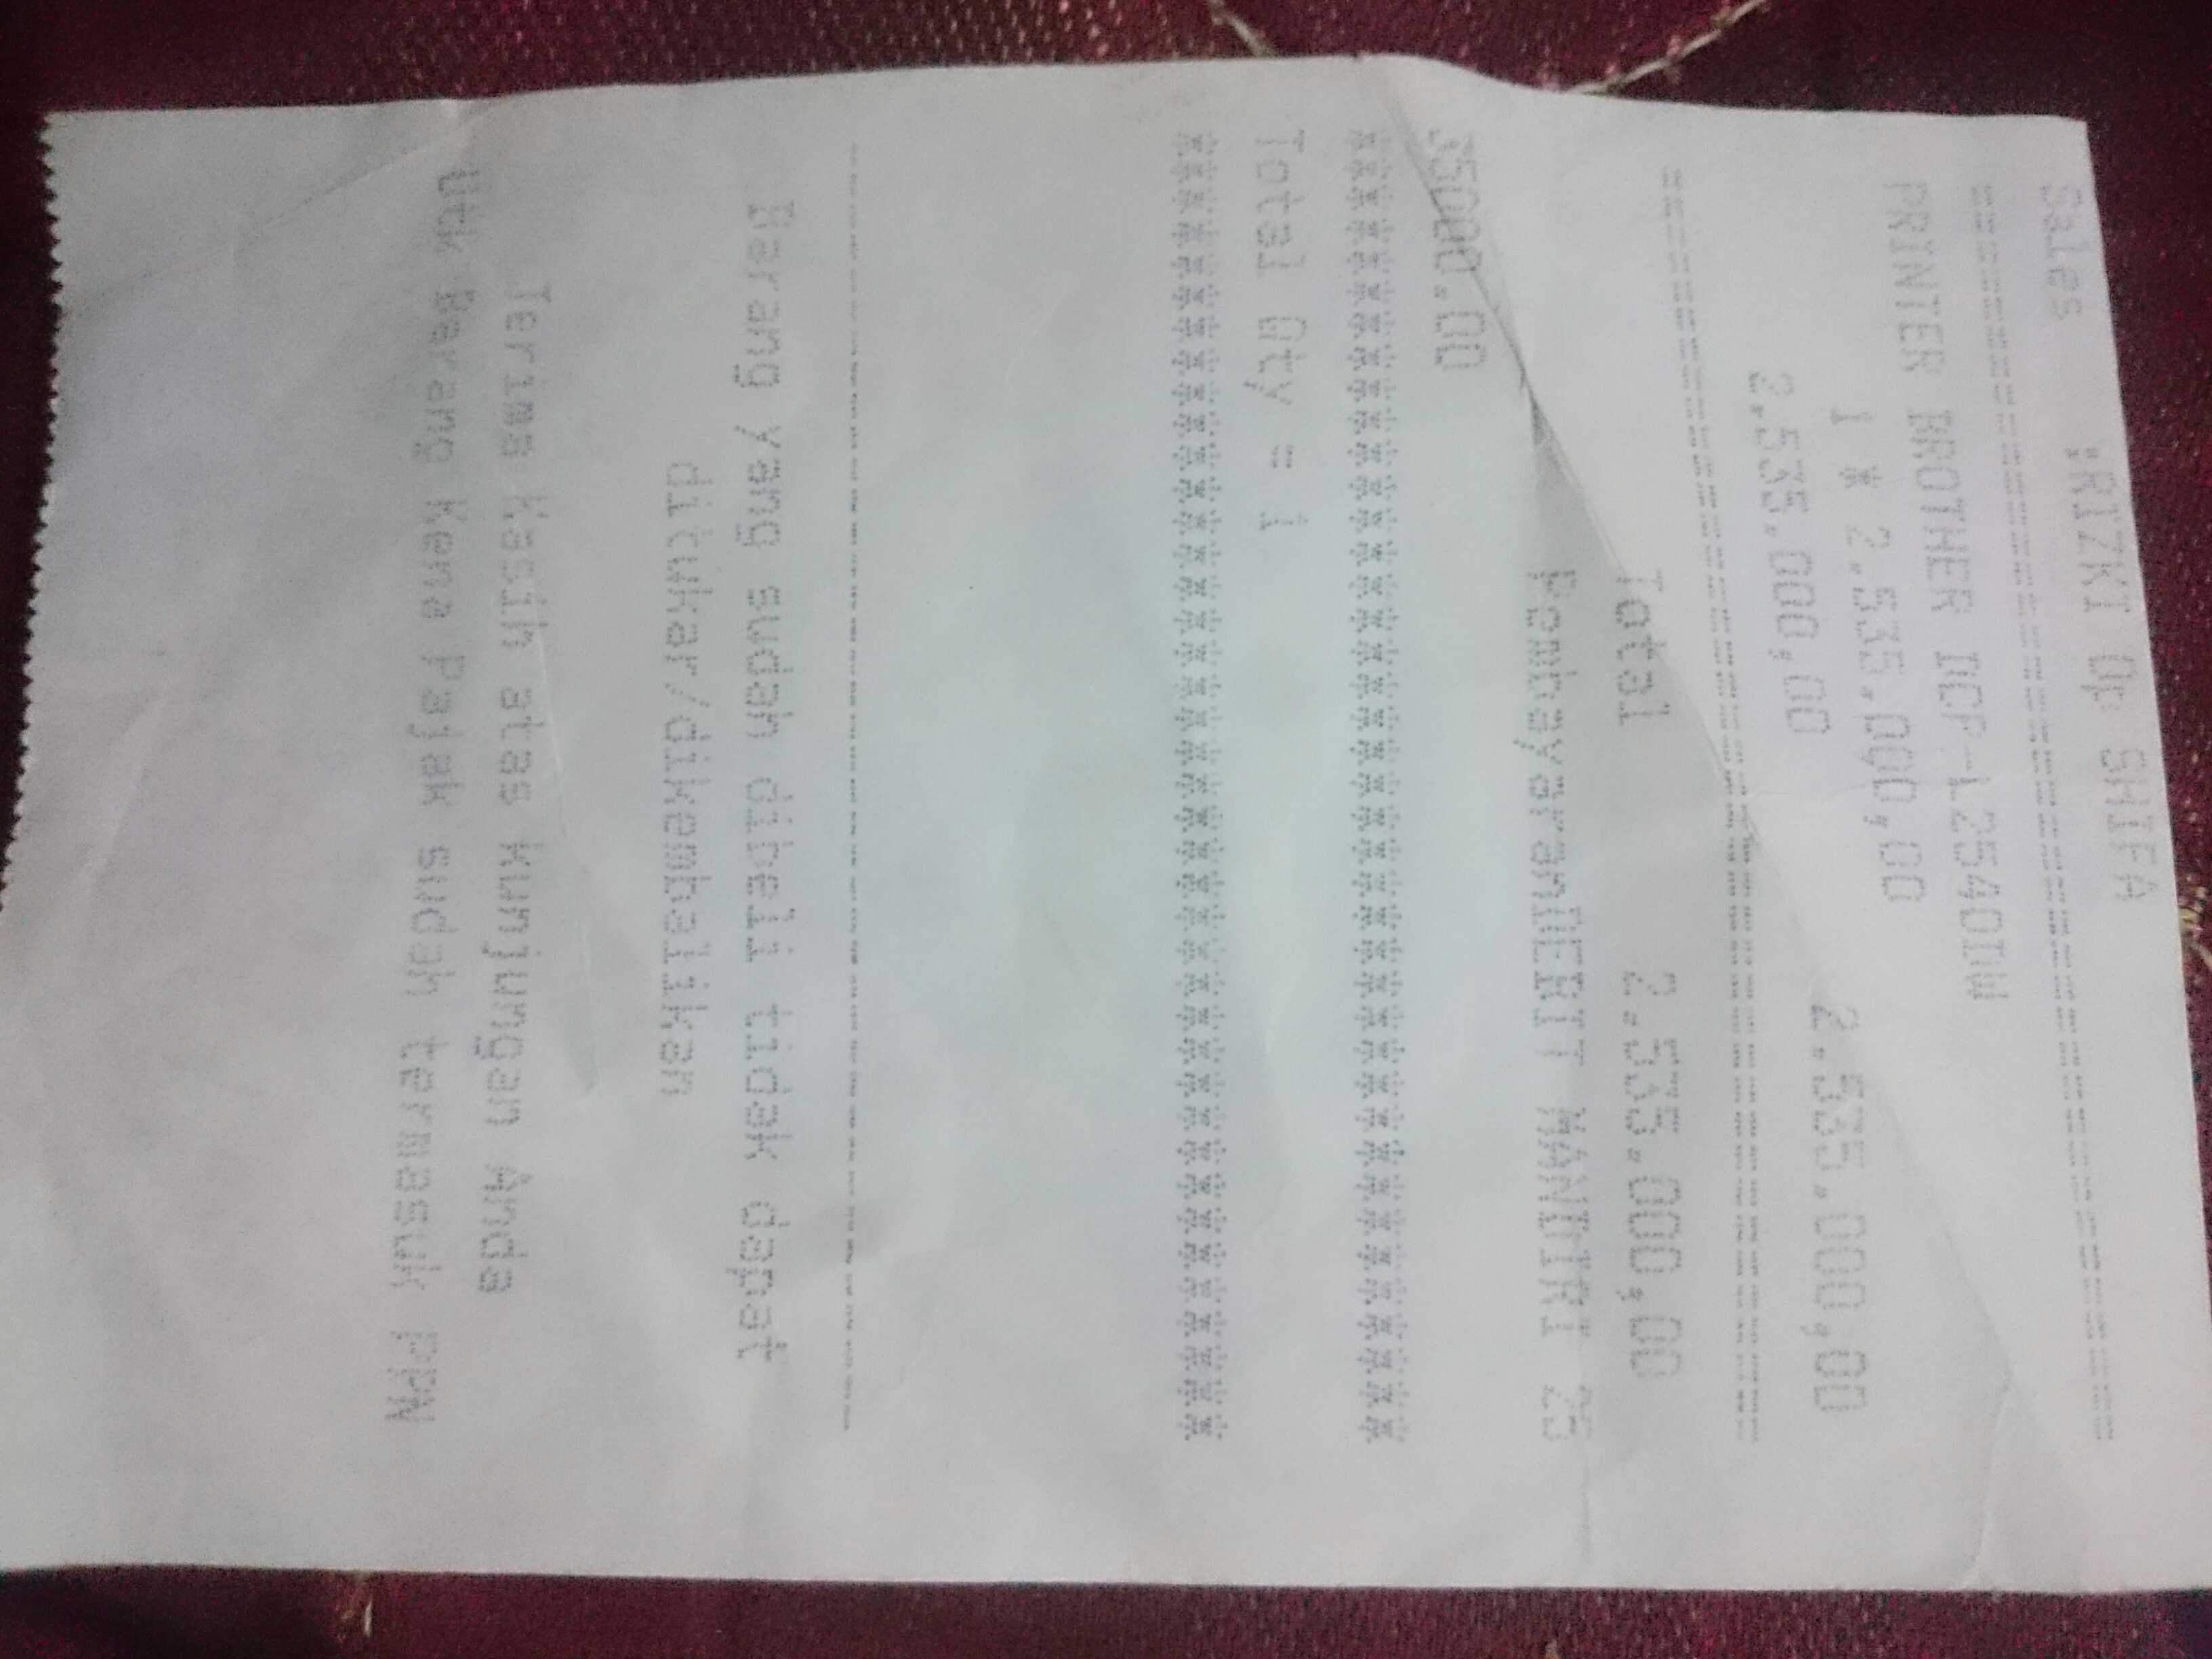 Sales :RIZKI Op SHIFA
================================
PRINTER BROTHER DCP-L2540DW
1 * 2.535.000,00
2.535.000,00 2.535.000,00
================================
Total 2.535.000,00
PembayaranDEBIT MANDIRI 25
35000.00
********************************
Total Qty = 1
********************************
--------------------------------
Barang yang sudah dibeli tidak dapat
ditukar/dikembalikan
Terima Kasih atas kunjungan Anda
Utk Barang Kena Pajak sudah termasuk PPN